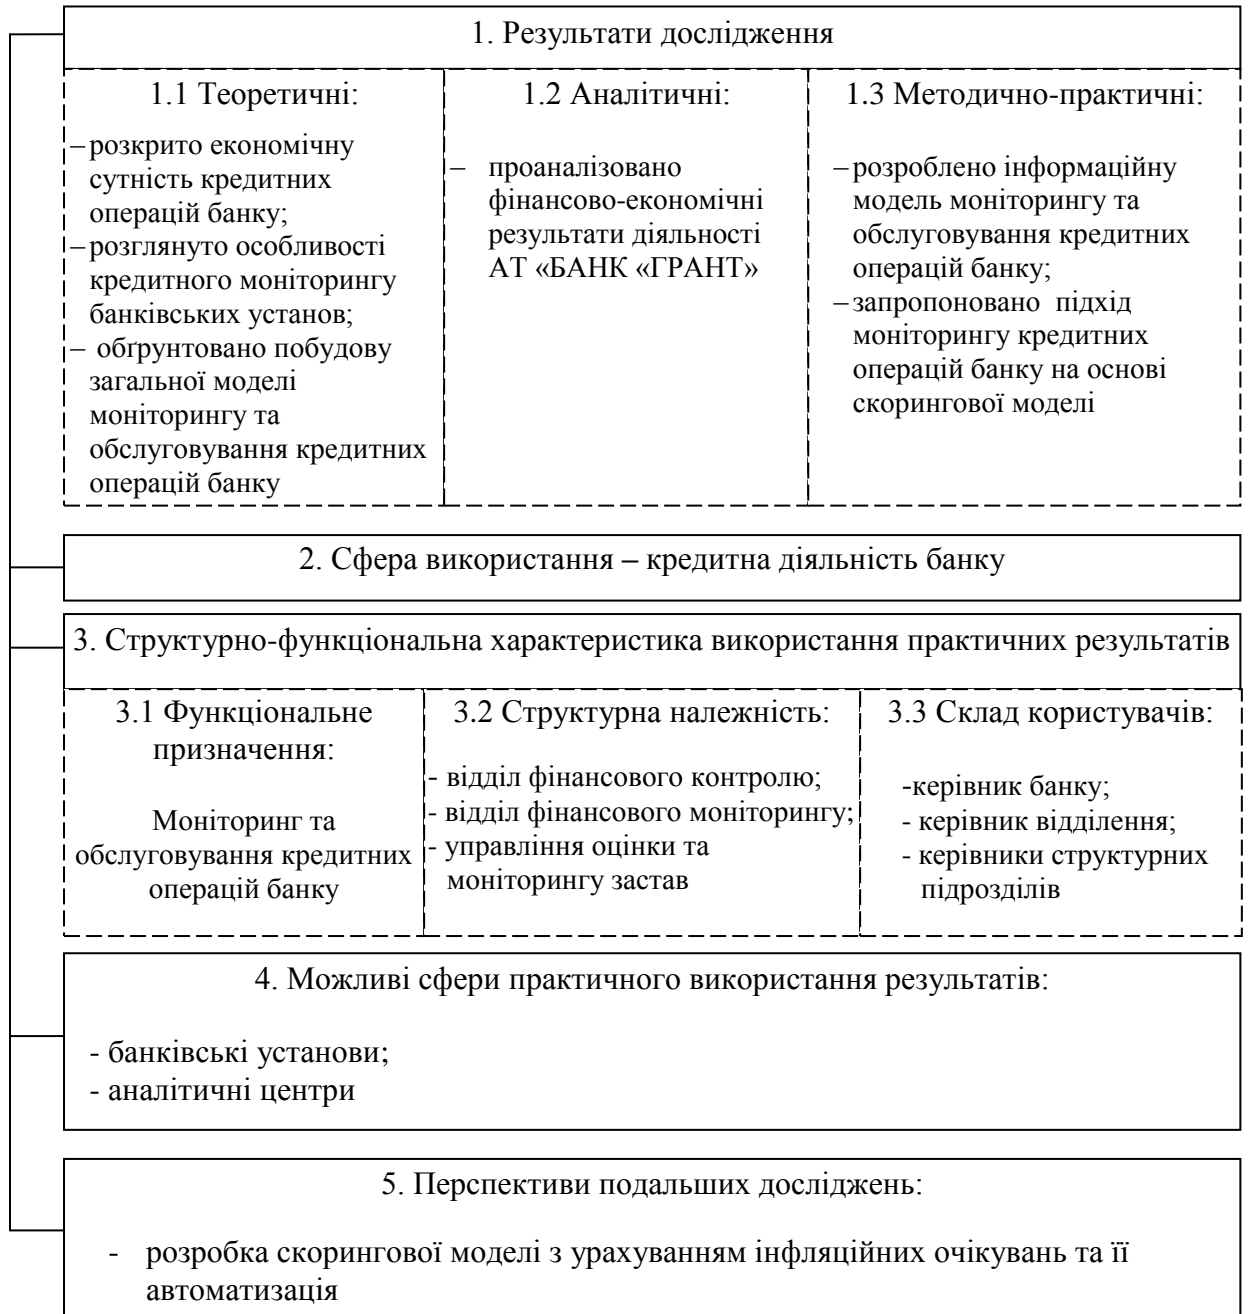 1. Результати дослідження
1.1 Теоретичні:
– розкрито економічну
сутність кредитних
операцій банку;
– розглянуто особливості
кредитного моніторингу
банківських установ;
– обґрунтовано побудову
загальної моделі
моніторингу та
обслуговування кредитних
операцій банку
1.2 Аналітичні:
– проаналізовано
фінансово-економічні
результати діяльності
АТ «БАНК «ГРАНТ»
1.3 Методично-практичні:
– розроблено інформаційну
модель моніторингу та
обслуговування кредитних
операцій банку;
– запропоновано підхід
моніторингу кредитних
операцій банку на основі
скорингової моделі
2. Сфера використання – кредитна діяльність банку
3. Структурно-функціональна характеристика використання практичних результатів
3.1 Функціональне
призначення:
Моніторинг та
обслуговування кредитних
операцій банку
3.2 Структурна належність:
- відділ фінансового контролю;
- відділ фінансового моніторингу;
- управління оцінки та
моніторингу застав
3.3 Склад користувачів:
-керівник банку;
- керівник відділення;
- керівники структурних
підрозділів
4. Можливі сфери практичного використання результатів:
- банківські установи;
- аналітичні центри
5. Перспективи подальших досліджень:
- розробка скорингової моделі з урахуванням інфляційних очікувань та її
автоматизація